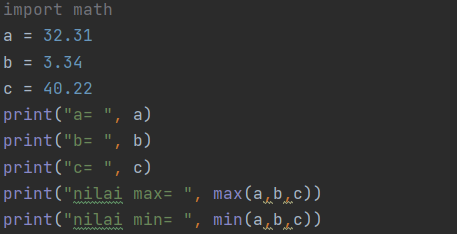 import math
a = 32.31
b = 3.34
c = 40.22
print("a= ", a)
print("b= ", b)
print("c= ", c)
print("nilai max= ", max(a,b,c))
print("nilai min= ", min(a,b,c))